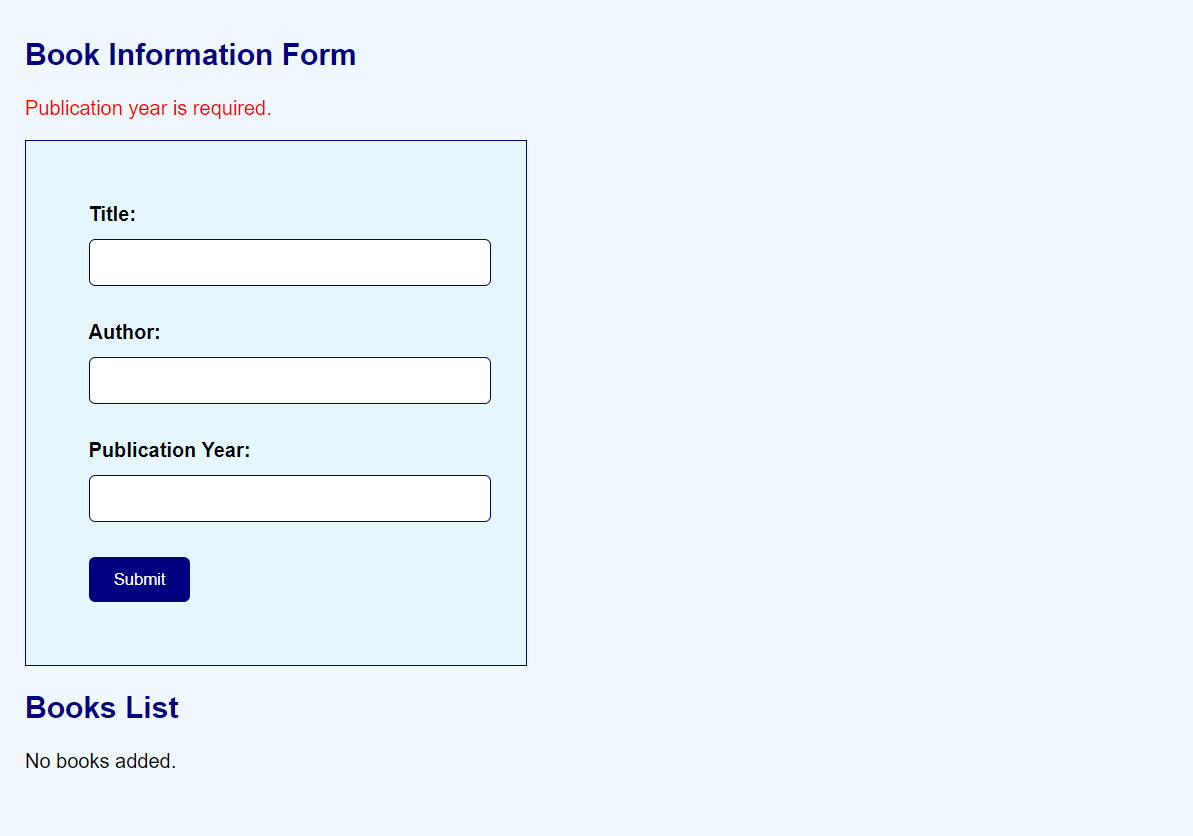 Book Information Form
Publication year is required.
Title:
Author:
Publication Year:
Submit
Books List
No books added.